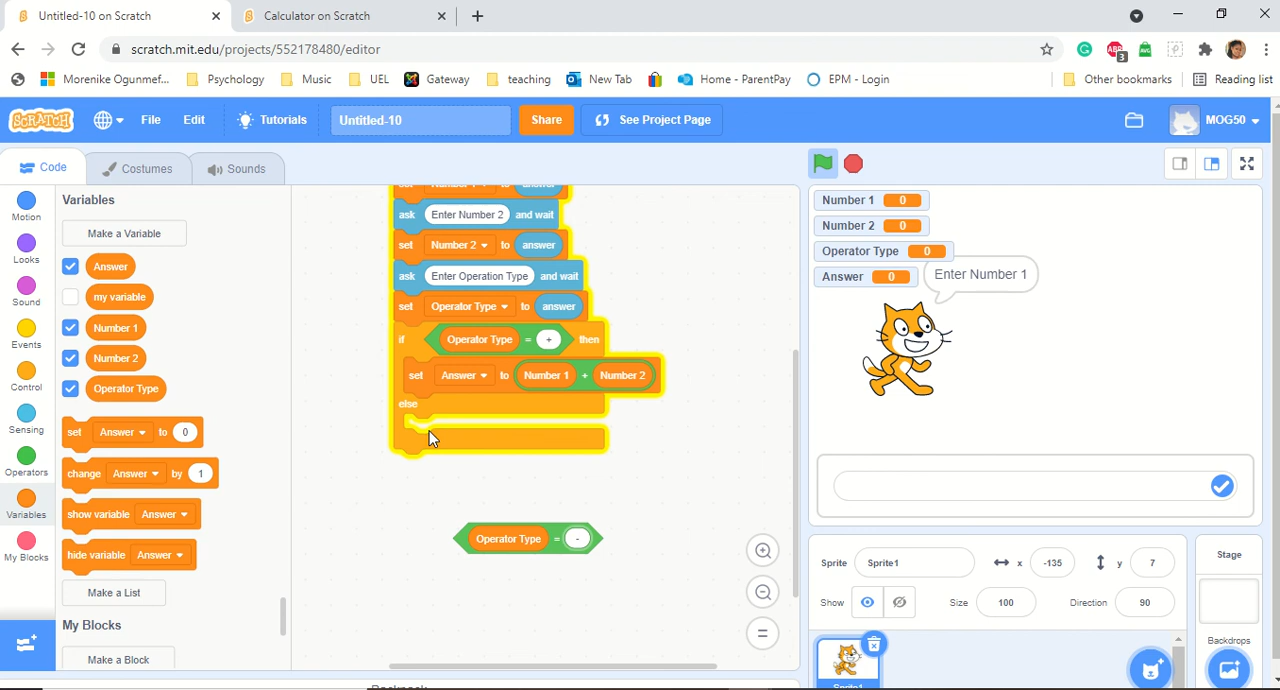 Untitled-10 on Scratch
Calculator on Scratch
scratch.mit.edu/projects/552178480/editor
3
Morenike Ogunmef...
Psychology
Music
UEL
Gateway
teaching
New Tab
Home - ParentPay
EPM - Login
Other bookmarks
Reading list
SCRATCH
File
Edit
Tutorials
Untitled-10
Share
See Project Page
MOG50
Code
Costumes
Sounds
Motion
Looks
Sound
Events
Control
Sensing
Operators
Variables
My Blocks
Variables
Make a Variable
Answer
my variable
Number 1
Number 2
Operator Type
set Answer to 0
change Answer by 1
show variable Answer
hide variable Answer
Make a List
My Blocks
Make a Block
ask Enter Number 2 and wait
set Number 2 to answer
ask Enter Operation Type and wait
set Operator Type to answer
if Operator Type = + then
set Answer to Number 1 + Number 2
else
Operator Type = -
Number 1 0
Number 2 0
Operator Type 0
Answer 0
Enter Number 1
Sprite Sprite1 x -135 y 7
Show Size 100 Direction 90
Sprite1
Stage
Backdrops